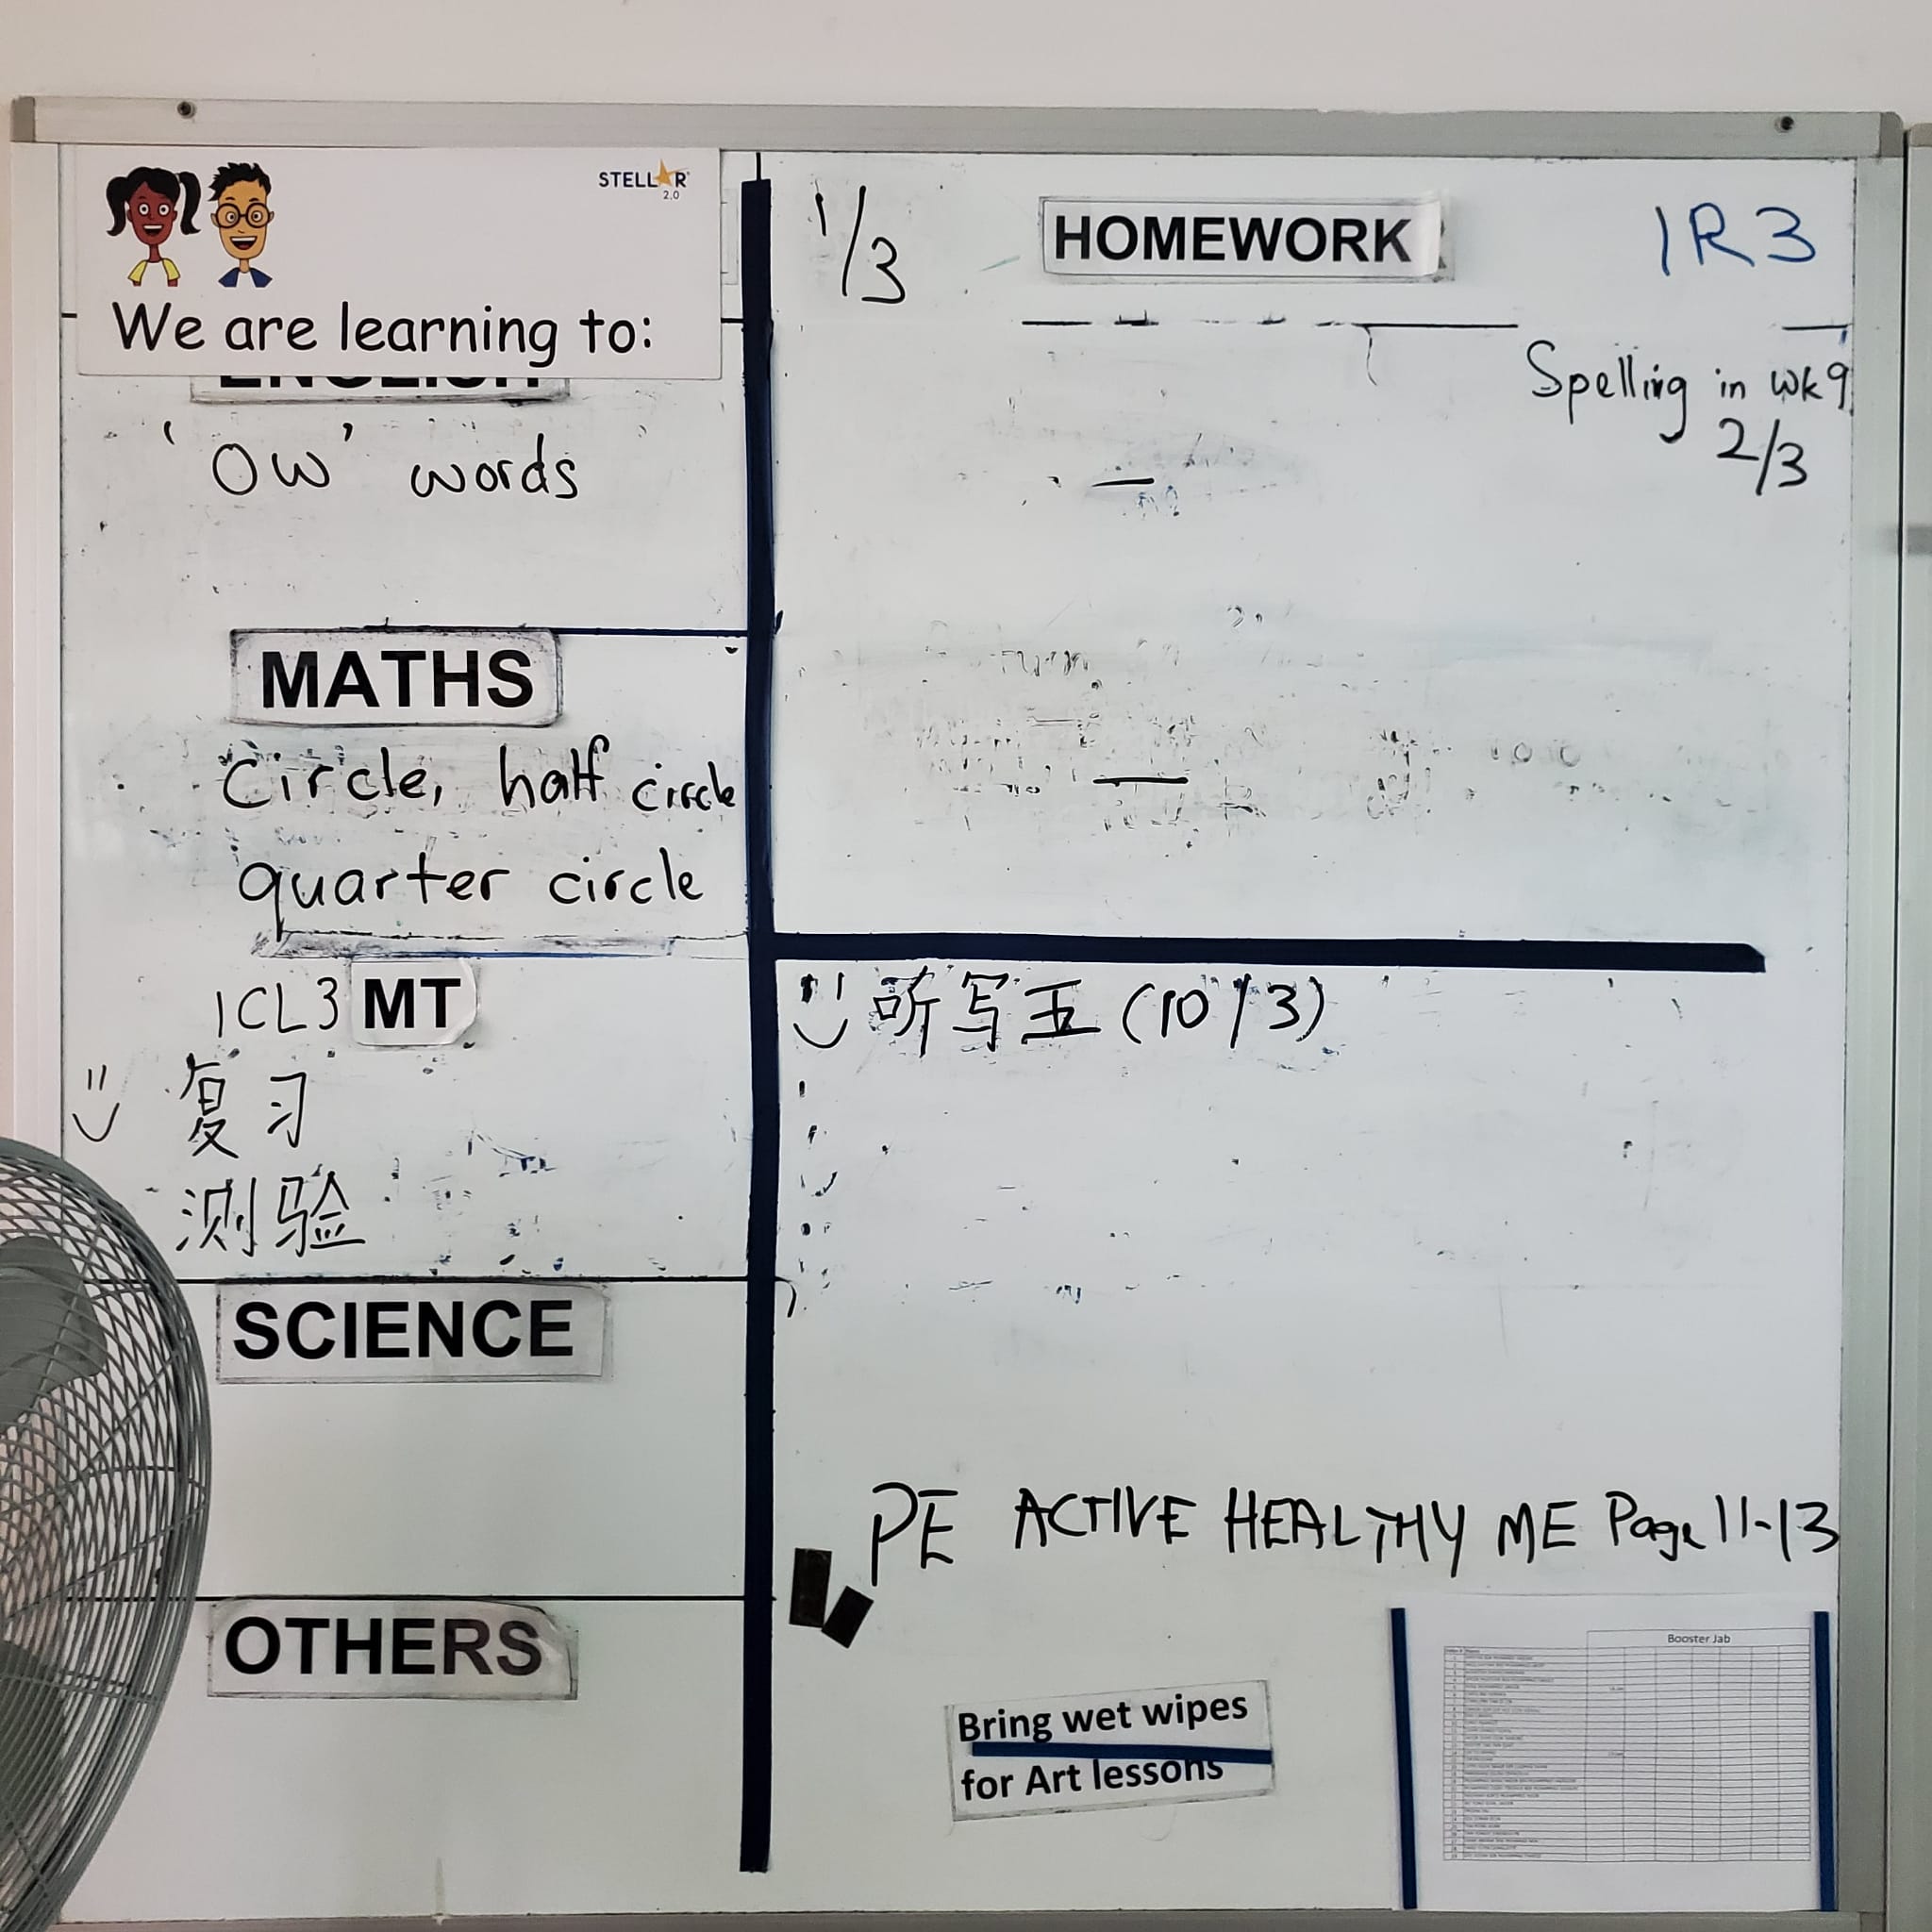 STELLAR
2.0
We are learning to:
ENGLISH
'OW' words
MATHS
Circle, half circle
quarter circle
1CL3 MT
复习
测验
SCIENCE
OTHERS
1/3
HOMEWORK
1R3
Spelling in wk 9
2/3
听写五 (10/3)
PE ACTIVE HEALTHY ME Page 11-13
Bring wet wipes
for Art lessons
Booster Jab